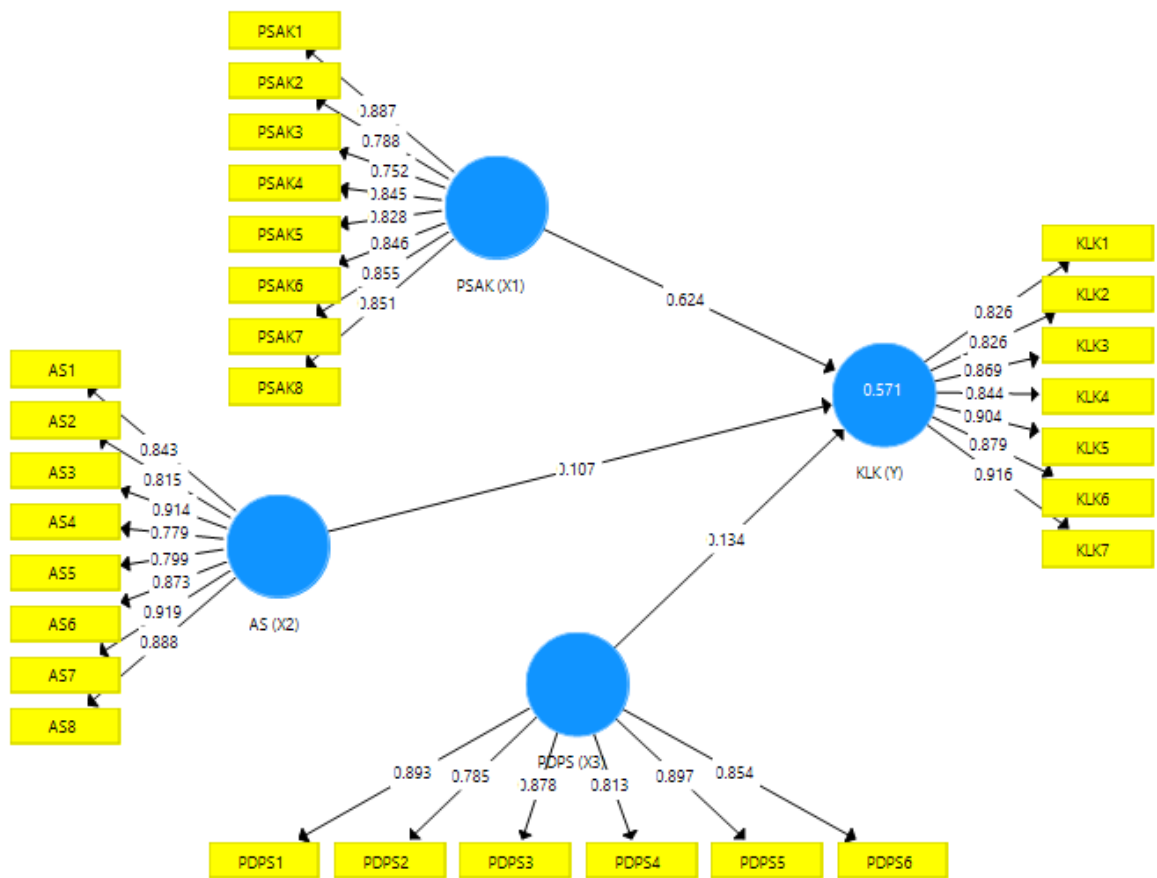 PSAK1
PSAK2
PSAK3
PSAK4
PSAK5
PSAK6
PSAK7
PSAK8
0.887
0.788
0.752
0.845
0.828
0.846
0.855
0.851
PSAK (X1)
0.624
AS1
AS2
AS3
AS4
AS5
AS6
AS7
AS8
0.843
0.815
0.914
0.779
0.799
0.873
0.919
0.888
AS (X2)
0.107
0.571
KLK (Y)
0.826
0.826
0.869
0.844
0.904
0.879
0.916
KLK1
KLK2
KLK3
KLK4
KLK5
KLK6
KLK7
0.134
PDPS (X3)
0.893
0.785
0.878
0.813
0.897
0.854
PDPS1
PDPS2
PDPS3
PDPS4
PDPS5
PDPS6